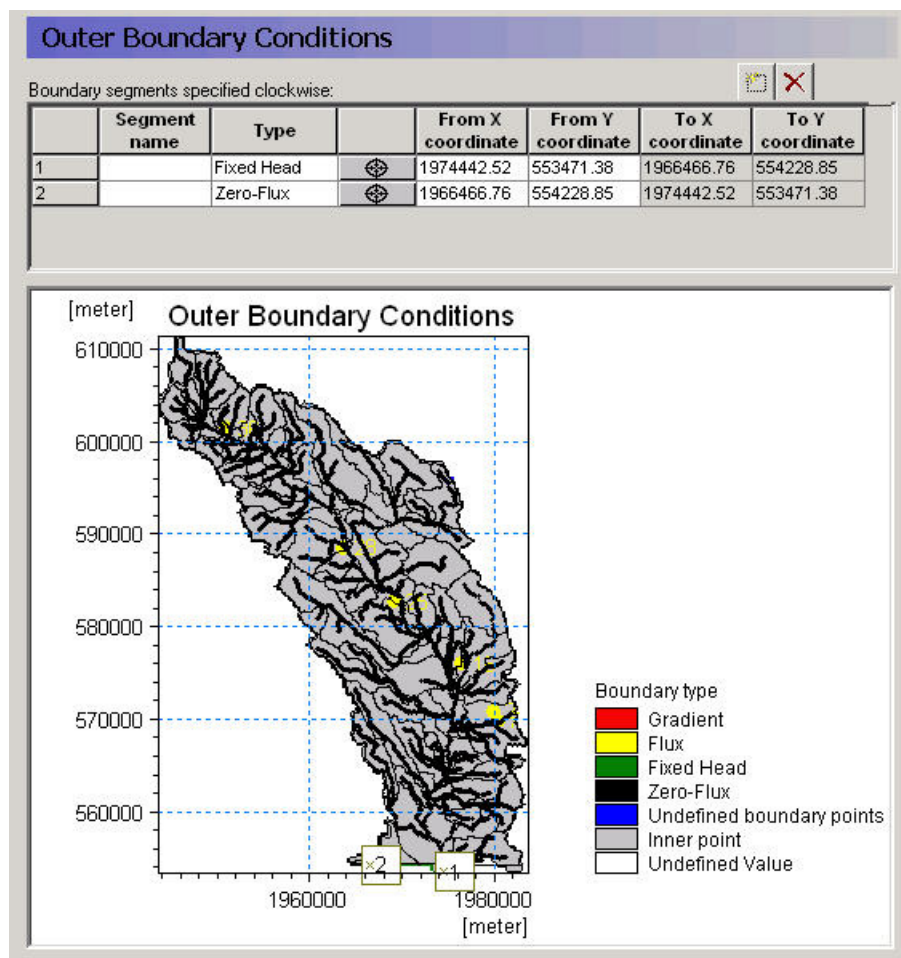 Outer Boundary Conditions
Boundary segments specified clockwise:
Segment name Type From X coordinate From Y coordinate To X coordinate To Y coordinate
1 Fixed Head 1974442.52 553471.38 1966466.76 554228.85
2 Zero-Flux 1966466.76 554228.85 1974442.52 553471.38
[meter]
Outer Boundary Conditions
610000
600000
590000
580000
570000
560000
2
1
1960000 1980000
[meter]
Boundary type
Gradient
Flux
Fixed Head
Zero-Flux
Undefined boundary points
Inner point
Undefined Value